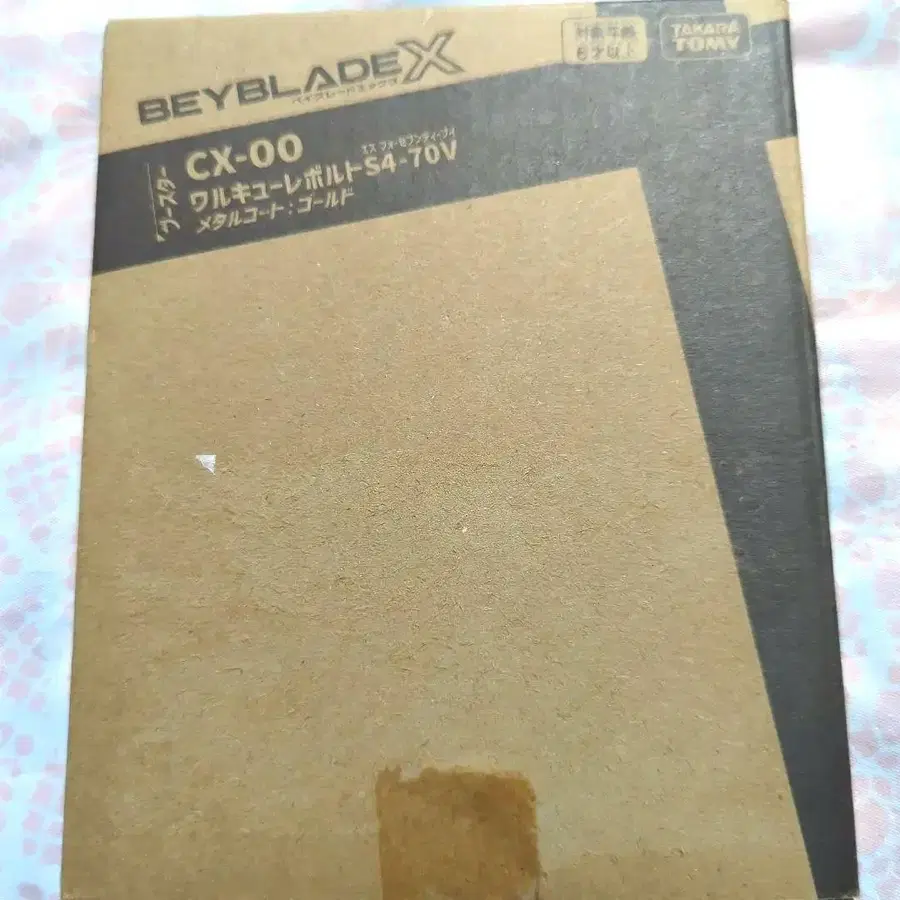 BEYBLADE X
ベイブレードエックス
対象年齢
6才以上
TAKARA
TOMY
ブースター
CX-00
エス フォー セブンティ ブイ
ワルキューレボルトS4-70V
メタルコート：ゴールド